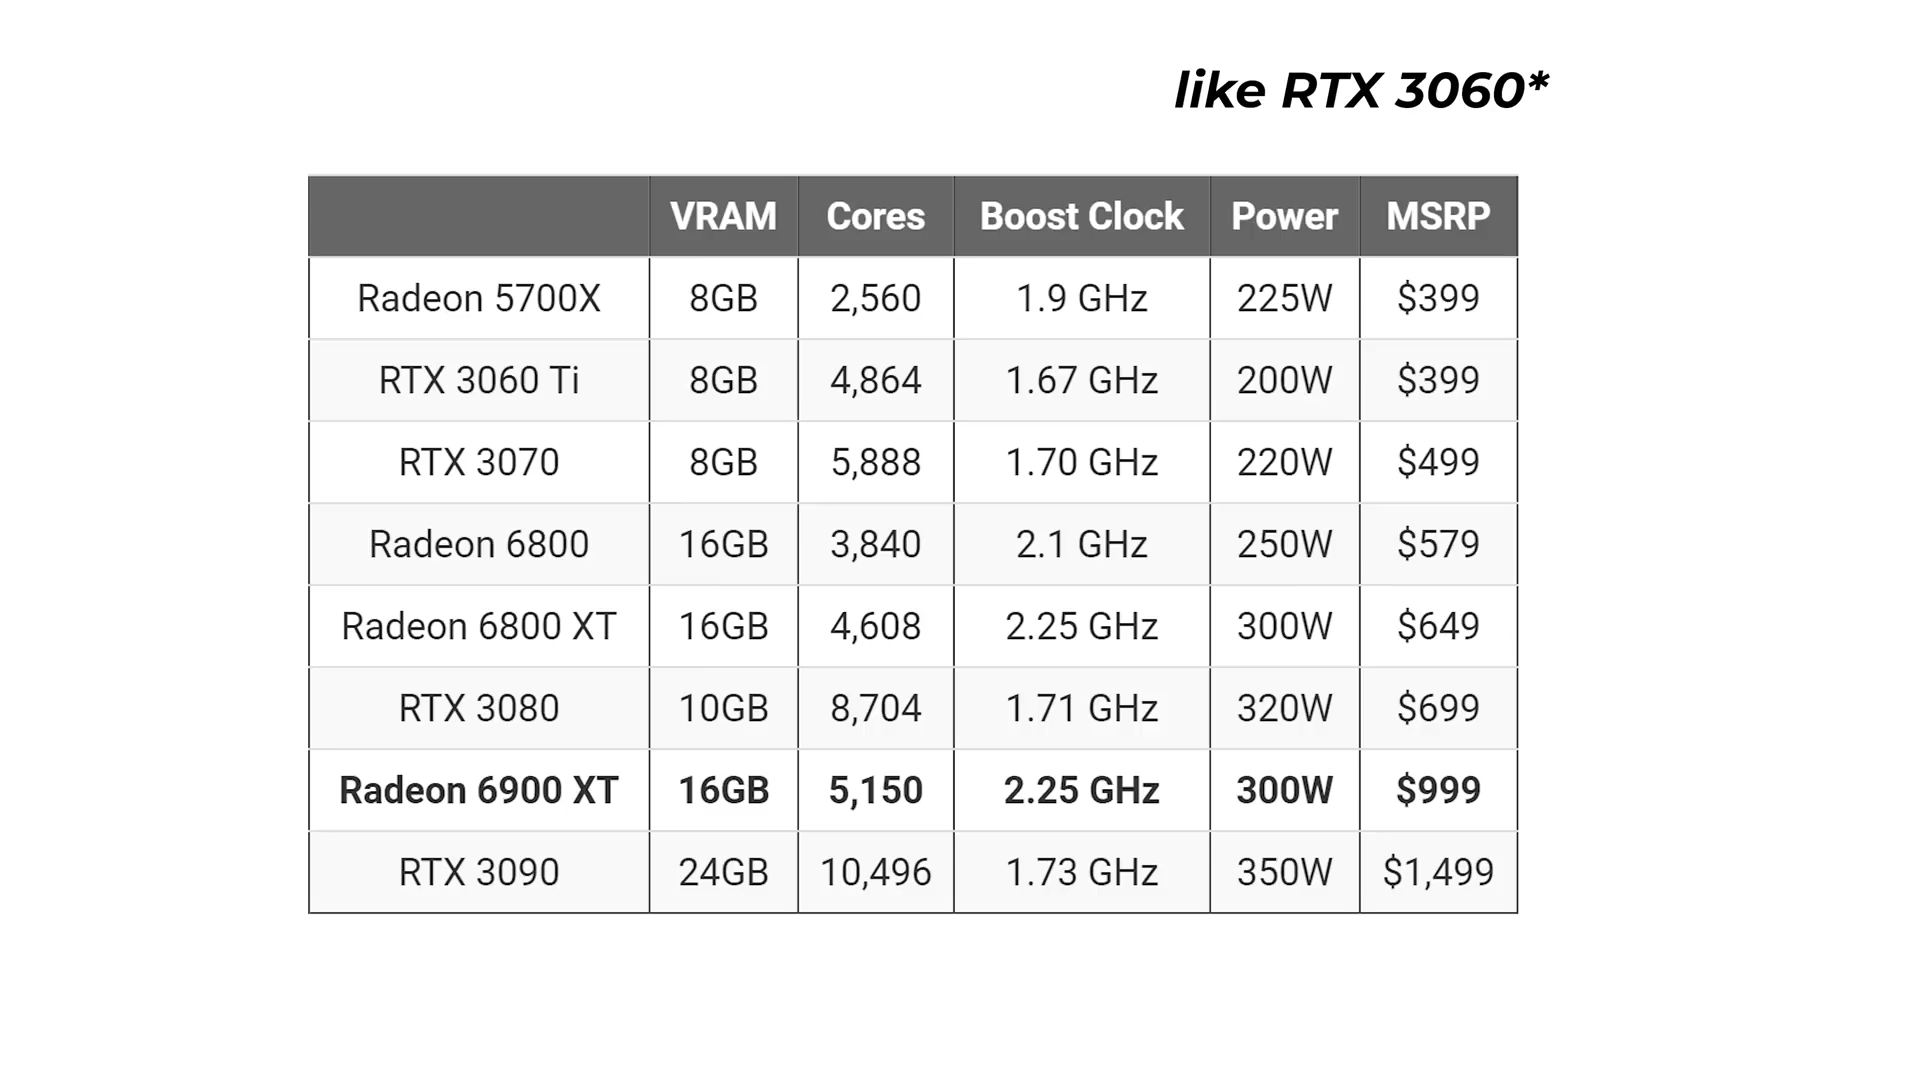 like RTX 3060*
VRAM Cores Boost Clock Power MSRP
Radeon 5700X 8GB 2,560 1.9 GHz 225W $399
RTX 3060 Ti 8GB 4,864 1.67 GHz 200W $399
RTX 3070 8GB 5,888 1.70 GHz 220W $499
Radeon 6800 16GB 3,840 2.1 GHz 250W $579
Radeon 6800 XT 16GB 4,608 2.25 GHz 300W $649
RTX 3080 10GB 8,704 1.71 GHz 320W $699
Radeon 6900 XT 16GB 5,150 2.25 GHz 300W $999
RTX 3090 24GB 10,496 1.73 GHz 350W $1,499